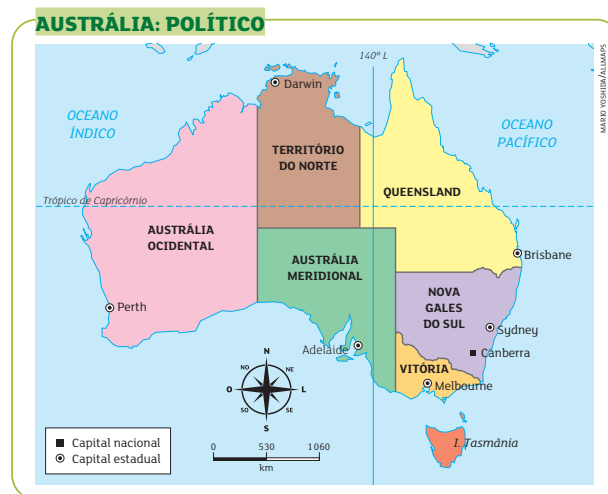 AUSTRÁLIA: POLÍTICO
MARIO YOSHIDA/ALLMAPS
140° L
Darwin
OCEANO
ÍNDICO
OCEANO
PACÍFICO
TERRITÓRIO
DO NORTE
QUEENSLAND
Trópico de Capricórnio
AUSTRÁLIA
OCIDENTAL
AUSTRÁLIA
MERIDIONAL
Brisbane
NOVA
GALES
DO SUL
Perth
Sydney
Adelaide
Canberra
VITÓRIA
Melbourne
N
NO
NE
O
L
SO
SE
S
I. Tasmânia
Capital nacional
Capital estadual
0 530 1 060
km